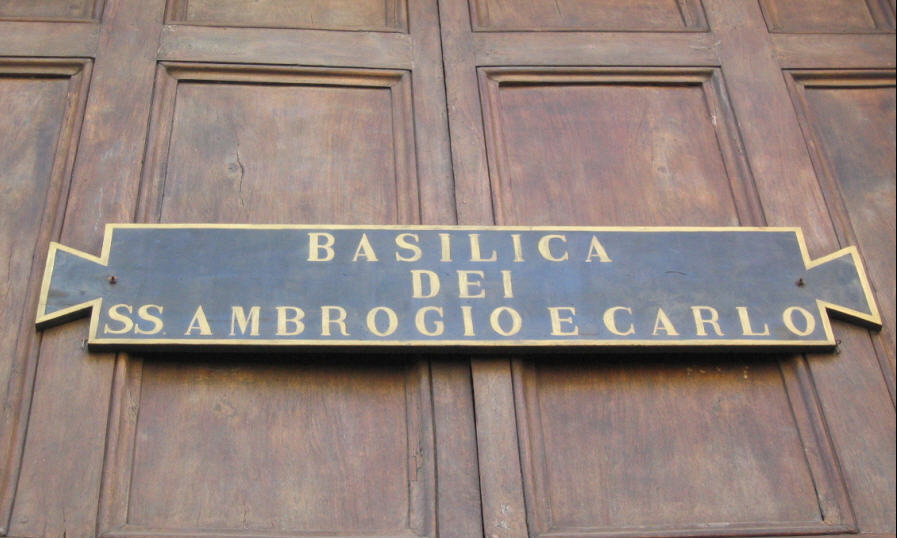 BASILICA
DEI
SS. AMBROGIO E CARLO